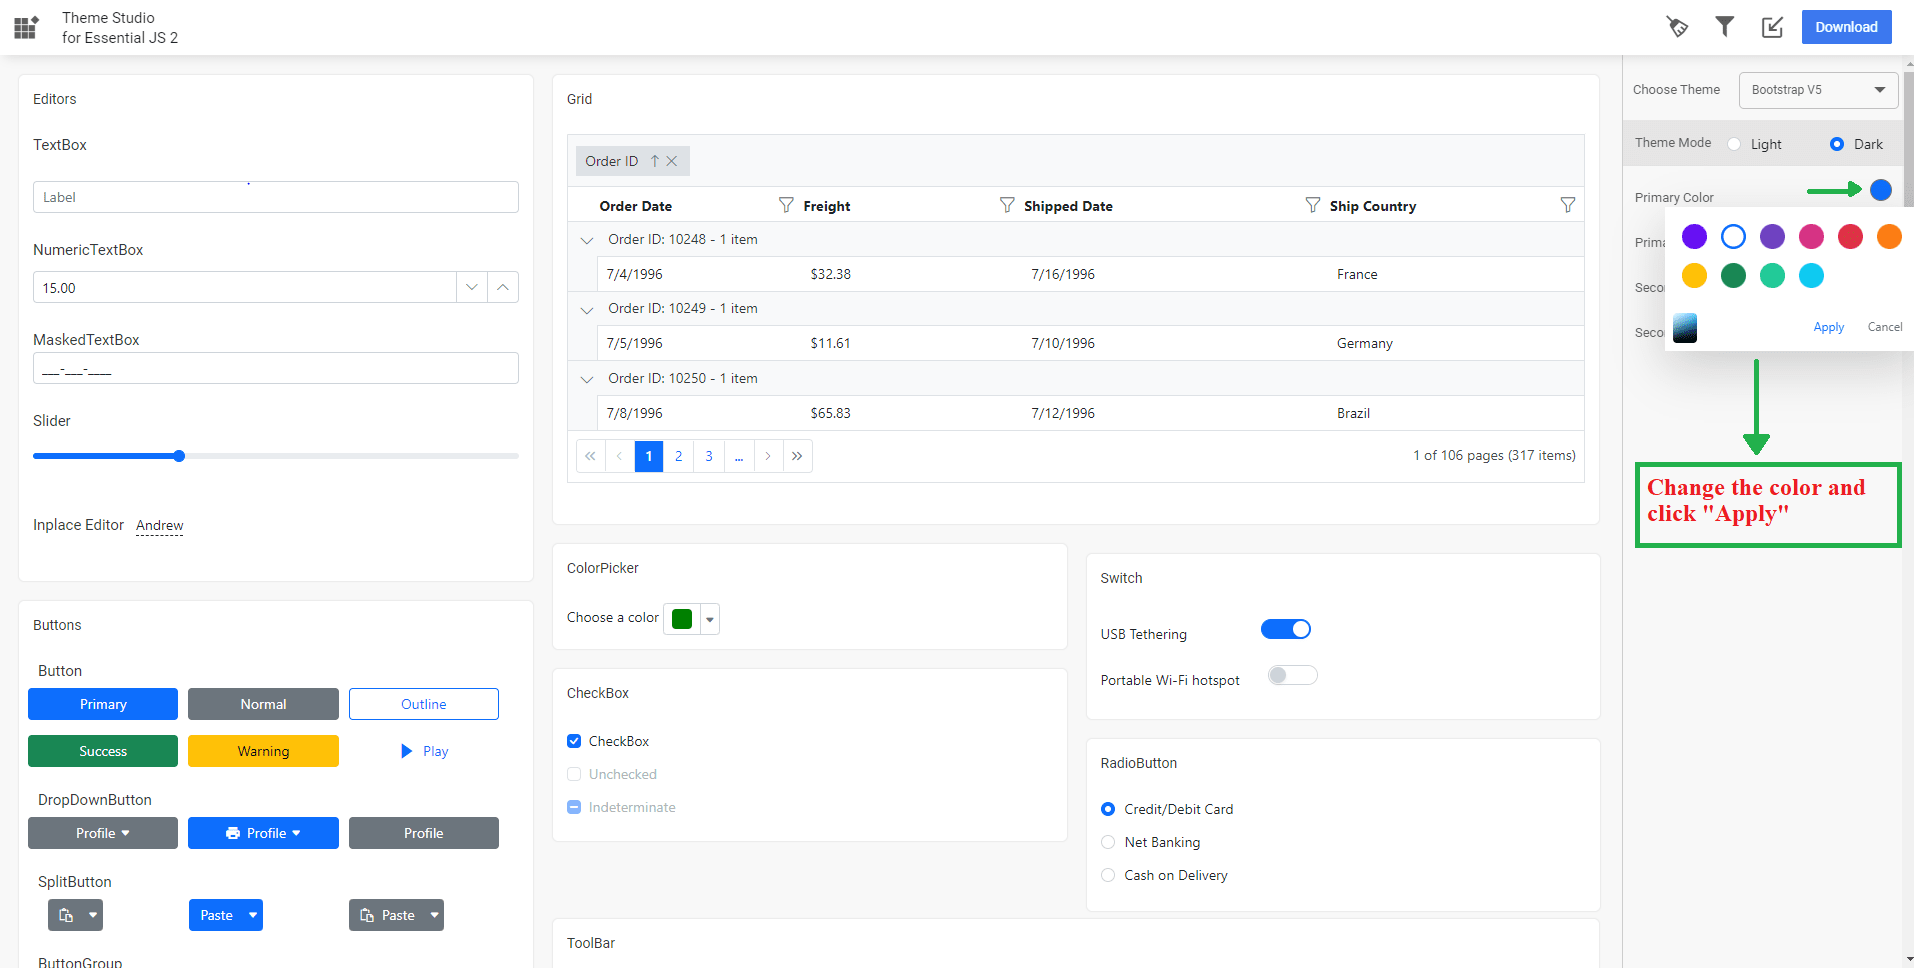 Theme Studio
for Essential JS 2
Download
Editors
TextBox
Label
NumericTextBox
15.00
MaskedTextBox
___-___-____
Slider
Inplace Editor Andrew
Buttons
Button
Primary Normal Outline
Success Warning Play
DropDownButton
Profile Profile Profile
SplitButton
Paste Paste
ButtonGroup
Grid
Order ID
Order Date Freight Shipped Date Ship Country
Order ID: 10248 - 1 item
7/4/1996 $32.38 7/16/1996 France
Order ID: 10249 - 1 item
7/5/1996 $11.61 7/10/1996 Germany
Order ID: 10250 - 1 item
7/8/1996 $65.83 7/12/1996 Brazil
1 2 3 ... 1 of 106 pages (317 items)
ColorPicker
Choose a color
CheckBox
CheckBox
Unchecked
Indeterminate
Switch
USB Tethering
Portable Wi-Fi hotspot
RadioButton
Credit/Debit Card
Net Banking
Cash on Delivery
ToolBar
Choose Theme Bootstrap V5
Theme Mode Light Dark
Primary Color
Prima
Secon
Secon
Apply Cancel
Change the color and
click "Apply"